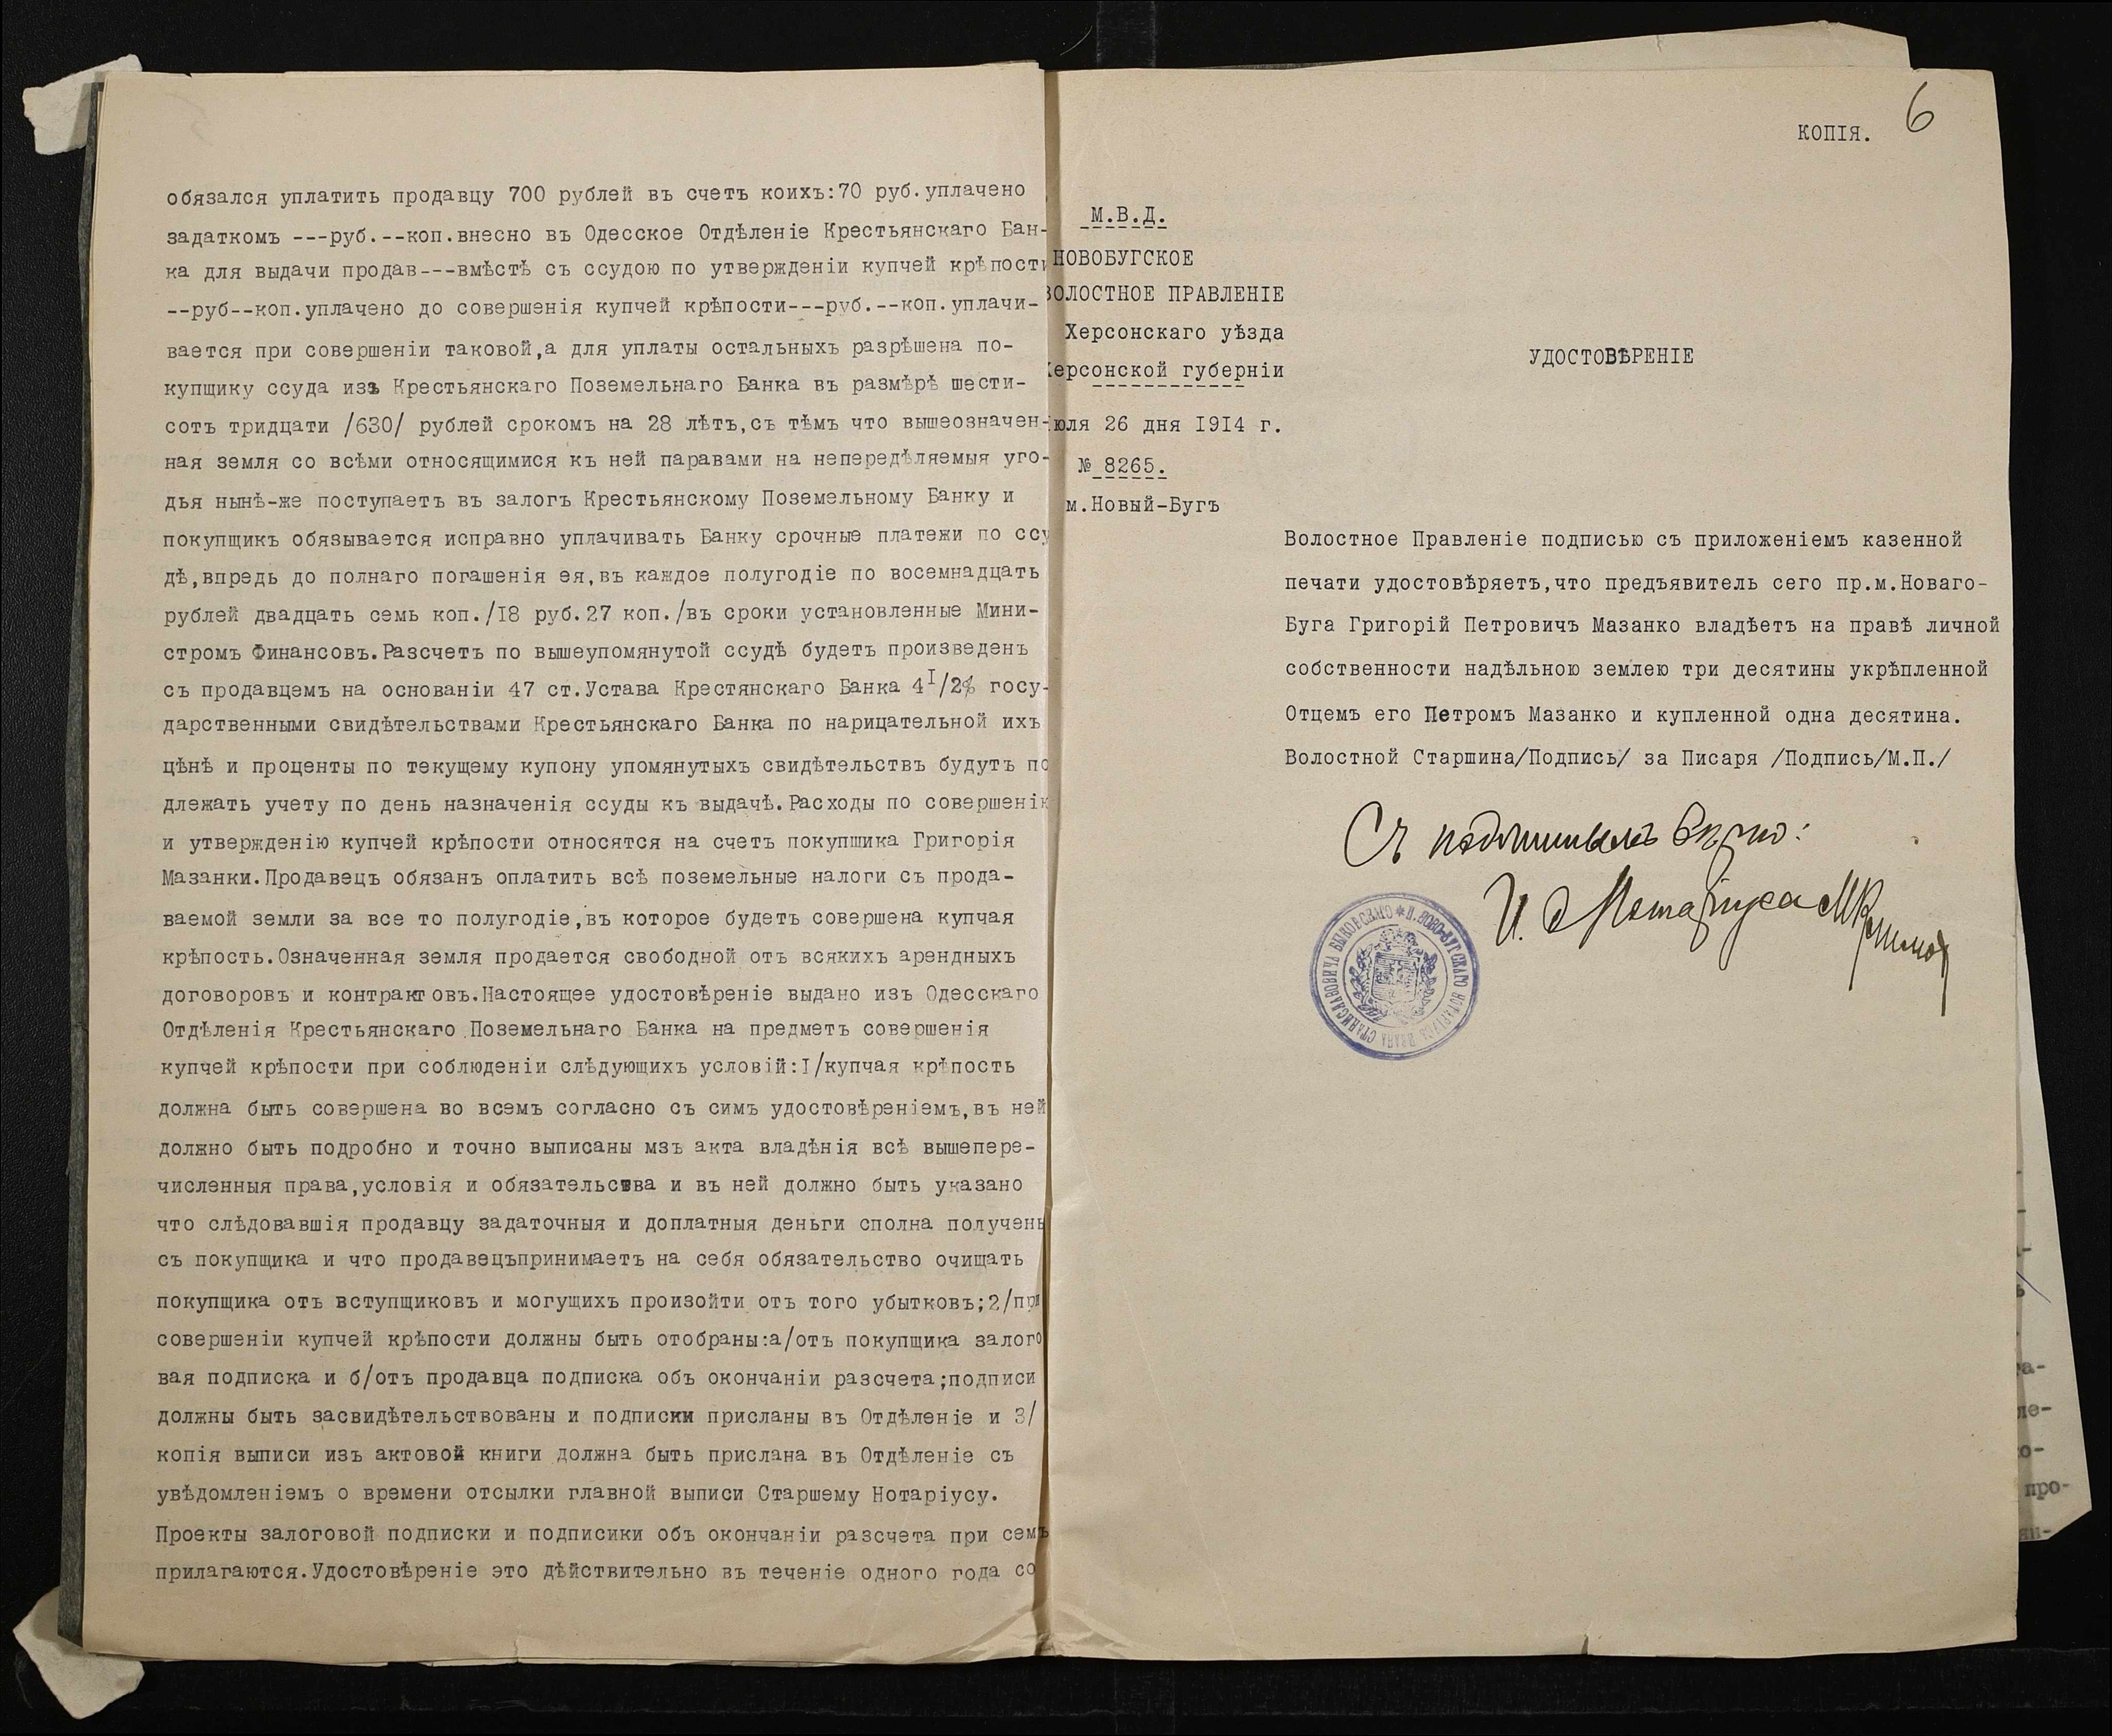 обязался уплатить продавцу 700 рублей въ счетъ коихъ:70 руб.уплачено
задаткомъ ---руб.--коп.внесно въ Одесское Отдѣленіе Крестьянскаго Бан-
ка для выдачи продав---вмѣстѣ съ ссудою по утвержденіи купчей крѣпости
--руб--коп.уплачено до совершенія купчей крѣпости---руб.--коп.уплачи-
вается при совершеніи таковой,а для уплаты остальныхъ разрѣшена по-
купщику ссуда изъ Крестьянскаго Поземельнаго Банка въ размѣрѣ шести-
сотъ тридцати /630/ рублей срокомъ на 28 лѣтъ,съ тѣмъ что вышеозначен-
ная земля со всѣми относящимися къ ней паравами на непередѣляемыя уго-
дья нынѣ-же поступаетъ въ залогъ Крестьянскому Поземельному Банку и
покупщикъ обязывается исправно уплачивать Банку срочные платежи по ссу
дѣ,впредь до полнаго погашенія ея,въ каждое полугодіе по восемнадцать
рублей двадцать семь коп./I8 руб.27 коп./въ сроки установленные Мини-
стромъ Финансовъ.Разсчетъ по вышеупомянутой ссудѣ будетъ произведенъ
съ продавцемъ на основаніи 47 ст.Устава Крестянскаго Банка 4I/2% госу-
дарственными свидѣтельствами Крестьянскаго Банка по нарицательной ихъ
цѣнѣ и проценты по текущему купону упомянутыхъ свидѣтельствъ будутъ по
длежать учету по день назначенія ссуды къ выдачѣ.Расходы по совершенію
и утвержденію купчей крѣпости относятся на счетъ покупшика Григорія
Мазанки.Продавецъ обязанъ оплатить всѣ поземельные налоги съ прода-
ваемой земли за все то полугодіе,въ которое будетъ совершена купчая
крѣпость.Означенная земля продается свободной отъ всякихъ арендныхъ
договоровъ и контрактовъ.Настоящее удостовѣреніе выдано изъ Одесскаго
Отдѣленія Крестьянскаго Поземельнаго Банка на предметъ совершенія
купчей крѣпости при соблюденіи слѣдующихъ условій:I/купчая крѣпость
должна быть совершена во всемъ согласно съ симъ удостовѣреніемъ,въ ней
должно быть подробно и точно выписаны мзъ акта владѣнія всѣ вышепере-
численныя права,условія и обязательства и въ ней должно быть указано
что слѣдовавшія продавцу задаточныя и доплатныя деньги сполна получены
съ покупщика и что продавецъпринимаетъ на себя обязательство очищать
покупщика отъ вступщиковъ и могущихъ произойти отъ того убытковъ;2/при
совершеніи купчей крѣпости должны быть отобраны:а/отъ покупщика залого
вая подписка и б/отъ продавца подписка объ окончаніи разсчета;подписи
должны быть засвидѣтельствованы и подписки присланы въ Отдѣленіе и 3/
копія выписи изъ актовой книги должна быть прислана въ Отдѣленіе съ
увѣдомленіемъ о времени отсылки главной выписи Старшему Нотаріусу.
Проекты залоговой подписки и подписики объ окончаніи разсчета при семъ
прилагаются.Удостовѣреніе это дѣйствительно въ теченіе одного года со
6
КОПІЯ.
М.В.Д.
НОВОБУГСКОЕ
ВОЛОСТНОЕ ПРАВЛЕНІЕ
Херсонскаго уѣзда
Херсонской губерніи
юля 26 дня I9I4 г.
№ 8265.
м.Новый-Бугъ
УДОСТОВѢРЕНІЕ
Волостное Правленіе подписью съ приложеніемъ казенной
печати удостовѣряетъ,что предъявитель сего пр.м.Новаго-
Буга Григорій Петровичъ Мазанко владѣетъ на правѣ личной
собственности надѣльною землею три десятины укрѣпленной
Отцемъ его Петромъ Мазанко и купленной одна десятина.
Волостной Старшина/Подпись/ за Писаря /Подпись/М.П./
Съ подлиннымъ вѣрно:
И. д Нотаріуса
про-